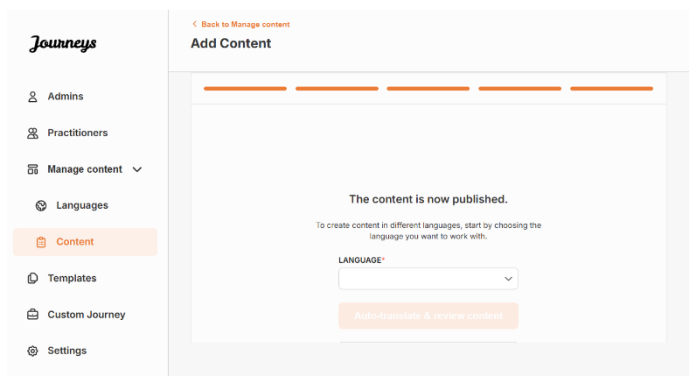 Journeys
Admins
Practitioners
Manage content
Languages
Content
Templates
Custom Journey
Settings
< Back to Manage content
Add Content
The content is now published.
To create content in different languages, start by choosing the
language you want to work with.
LANGUAGE*
Auto-translate & review content